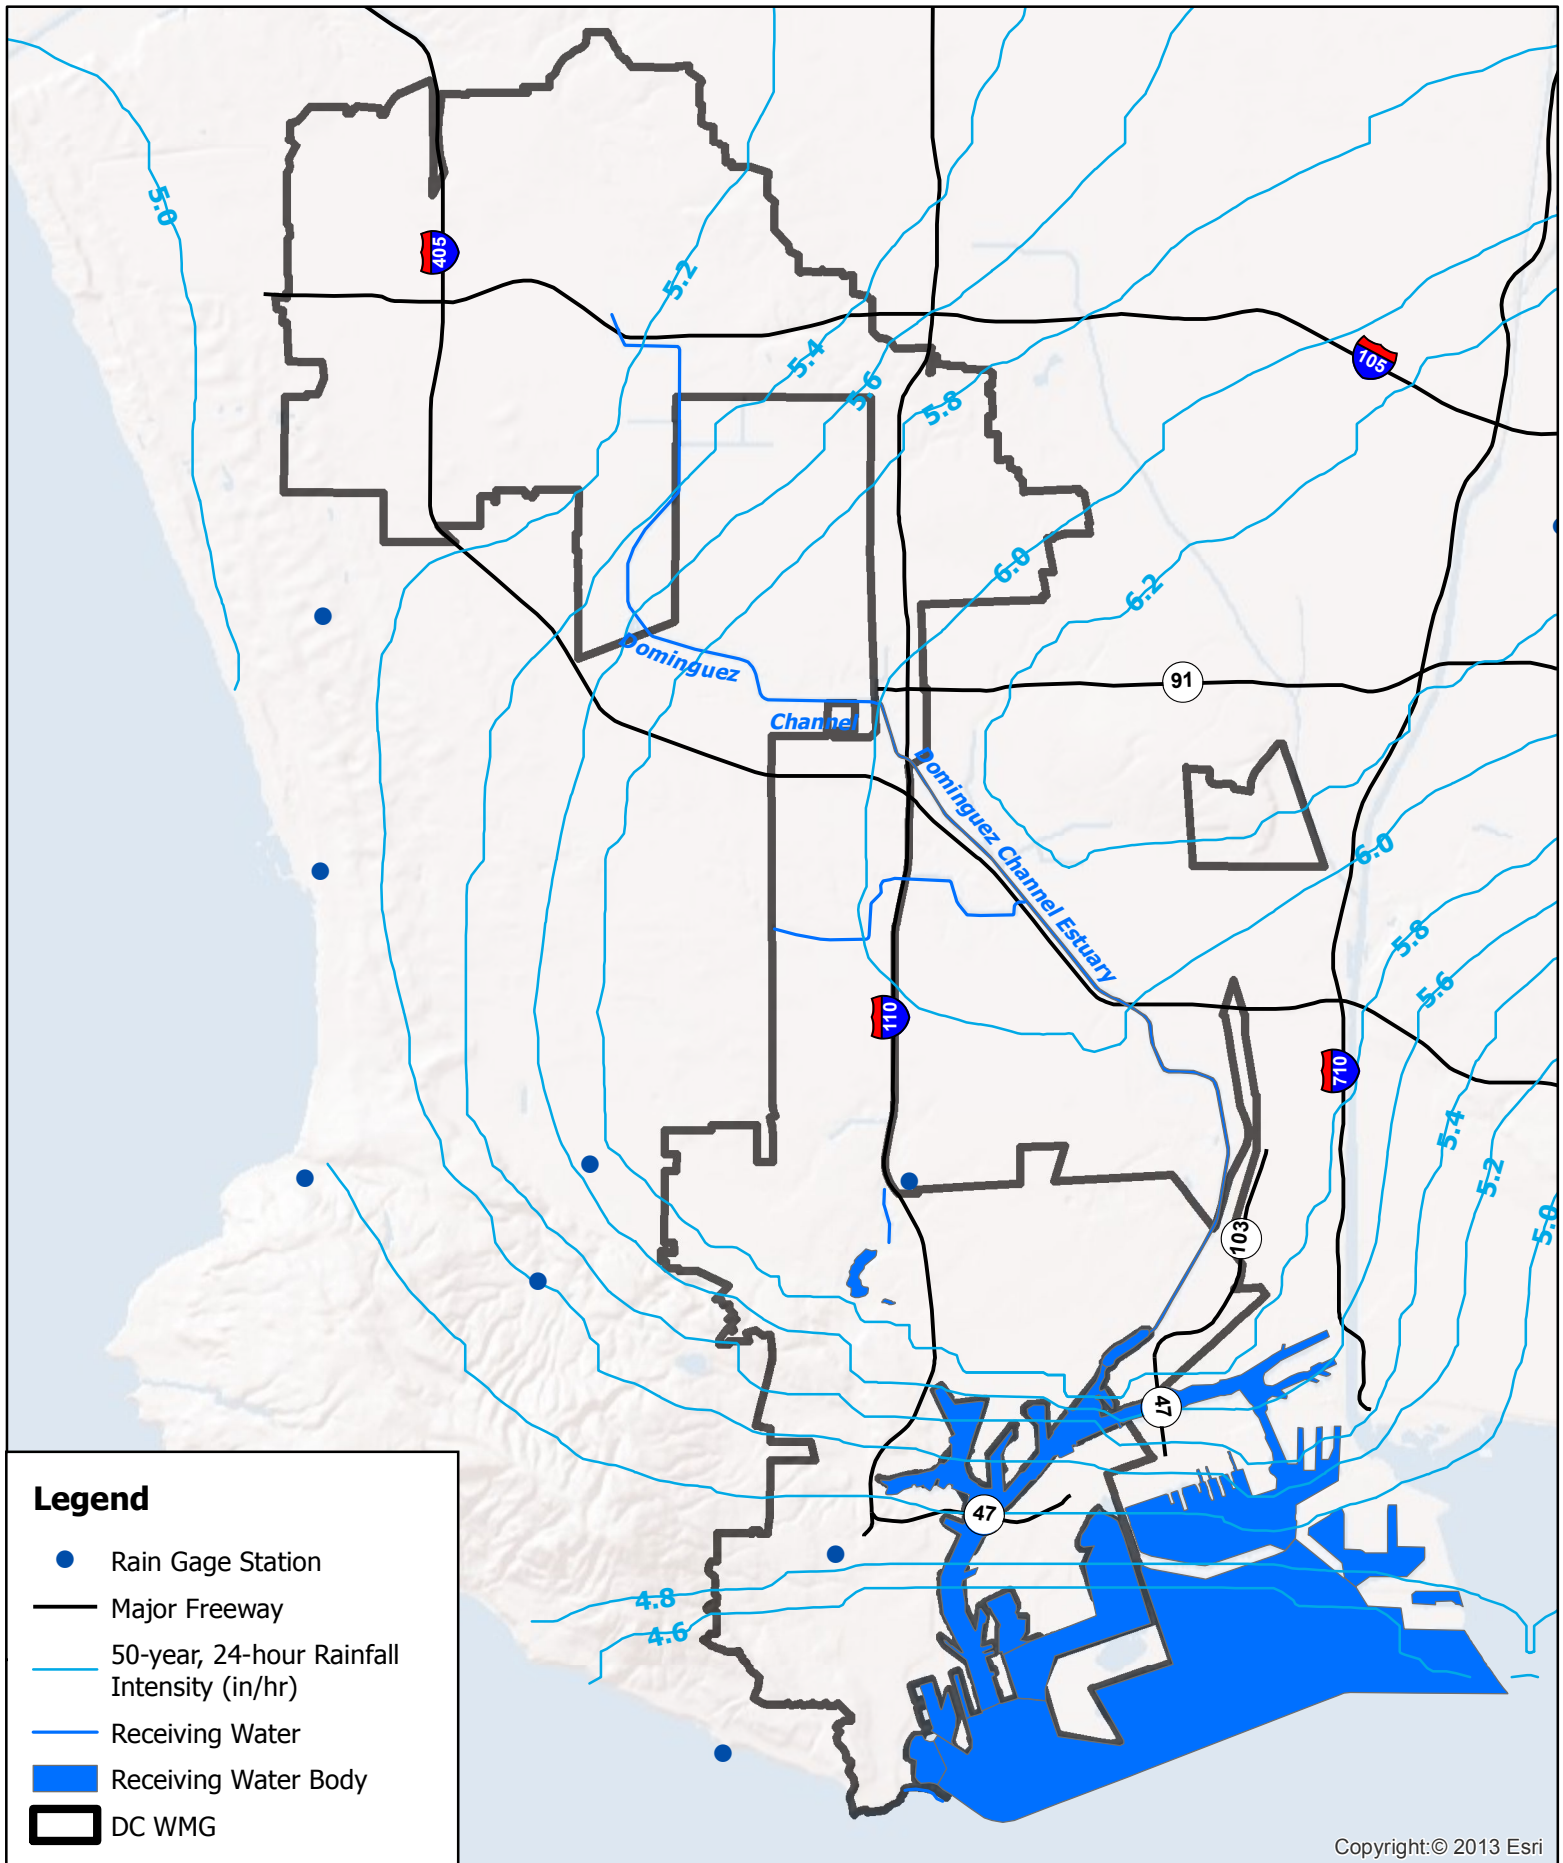 5.0
405
5.2
5.4
5.6
5.8
105
6.0
6.2
Dominguez
91
Channel
Dominguez Channel Estuary
6.0
5.8
5.6
110
710
5.4
5.2
5.0
103
47
47
4.8
4.6
Legend
Rain Gage Station
Major Freeway
50-year, 24-hour Rainfall
Intensity (in/hr)
Receiving Water
Receiving Water Body
DC WMG
Copyright:© 2013 Esri